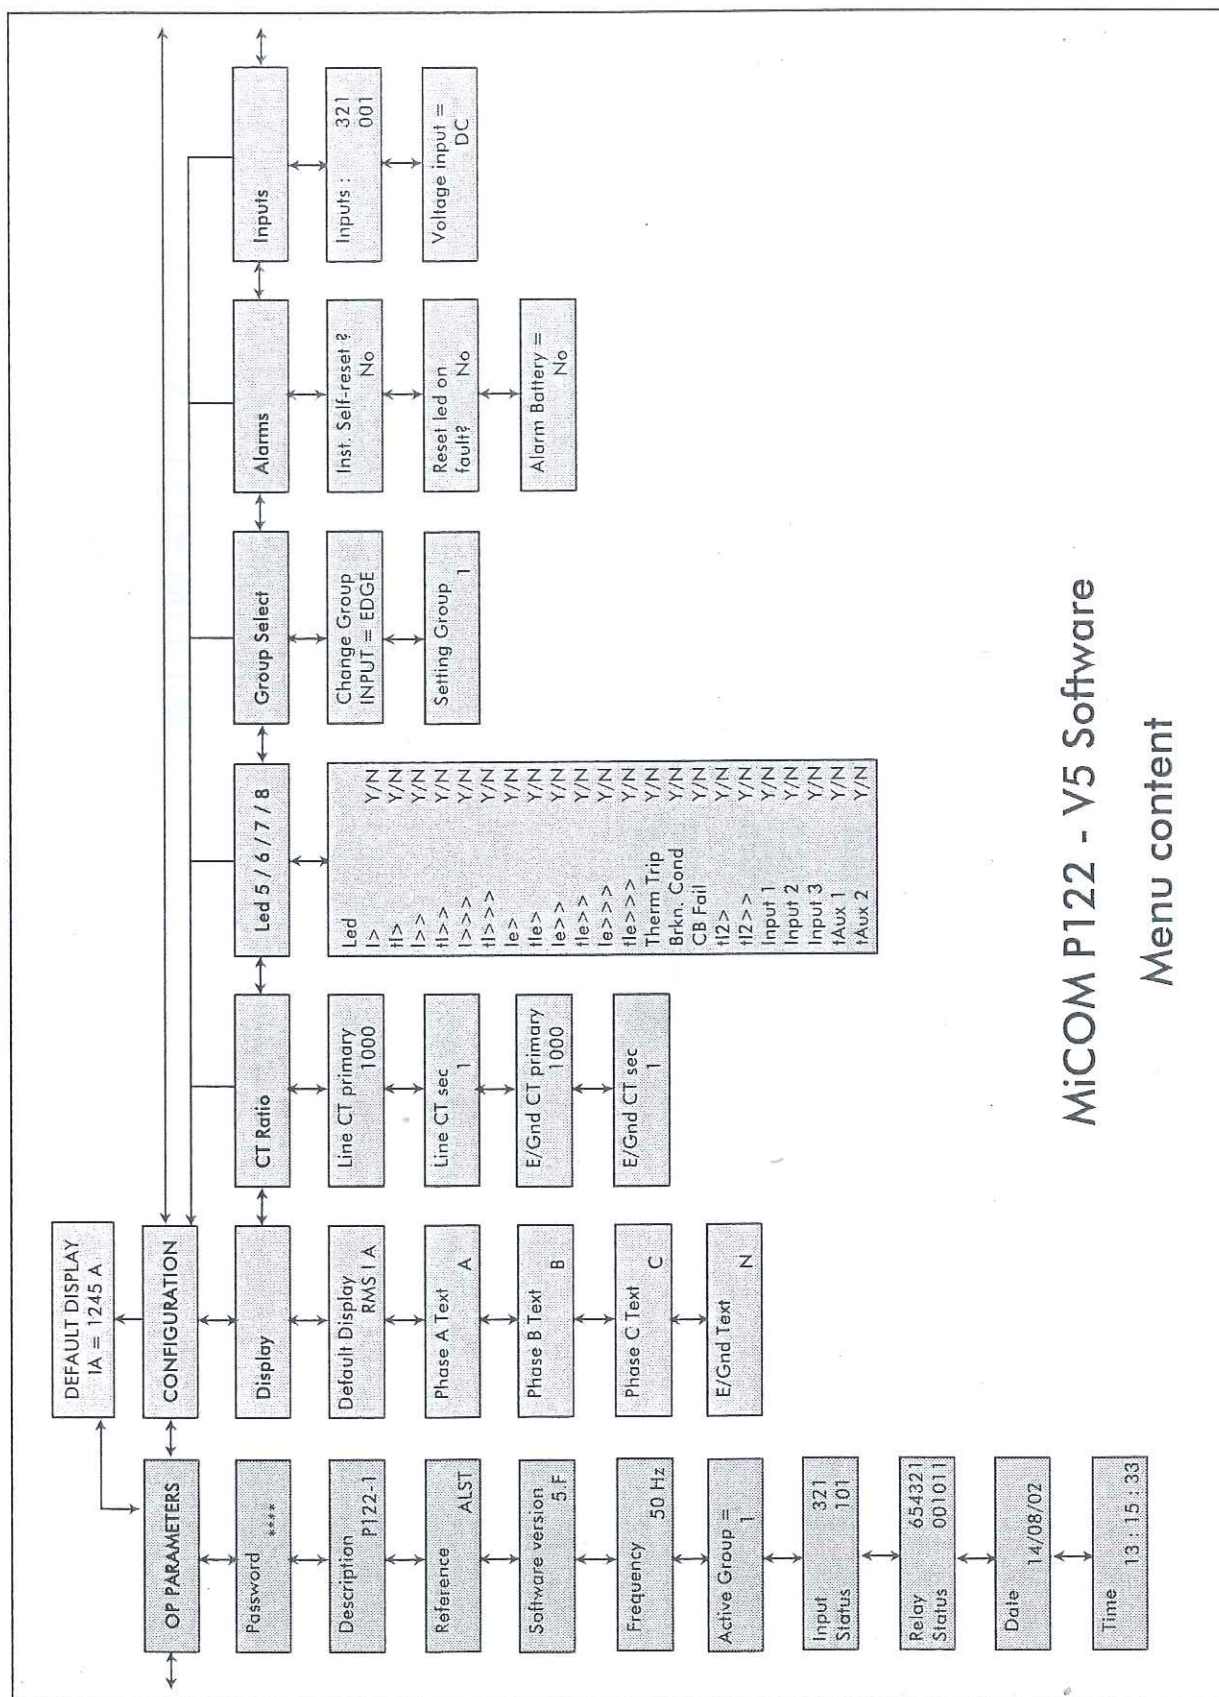 DEFAULT DISPLAY
IA = 1245 A
OP PARAMETERS
Password
****
Description
P122-1
Reference
ALST
Software version
5.F
Frequency
50 Hz
Active Group =
1
Input 321
Status 101
Relay 654321
Status 001011
Date
14/08/02
Time
13 : 15 : 33
CONFIGURATION
Display
Default Display
RMS I A
Phase A Text
A
Phase B Text
B
Phase C Text
C
E/Gnd Text
N
CT Ratio
Line CT primary
1000
Line CT sec
1
E/Gnd CT primary
1000
E/Gnd CT sec
1
Led 5 / 6 / 7 / 8
Led
I> Y/N
tI> Y/N
I>> Y/N
tI>> Y/N
I>>> Y/N
tI>>> Y/N
Ie> Y/N
tIe> Y/N
Ie>> Y/N
tIe>> Y/N
Ie>>> Y/N
tIe>>> Y/N
Therm Trip Y/N
Brkn. Cond Y/N
CB Fail Y/N
tI2> Y/N
tI2>> Y/N
Input 1 Y/N
Input 2 Y/N
Input 3 Y/N
tAux 1 Y/N
tAux 2 Y/N
Group Select
Change Group
INPUT = EDGE
Setting Group
1
Alarms
Inst. Self-reset ?
No
Reset led on
fault? No
Alarm Battery =
No
Inputs
Inputs : 321
001
Voltage input =
DC
MiCOM P122 - V5 Software
Menu content